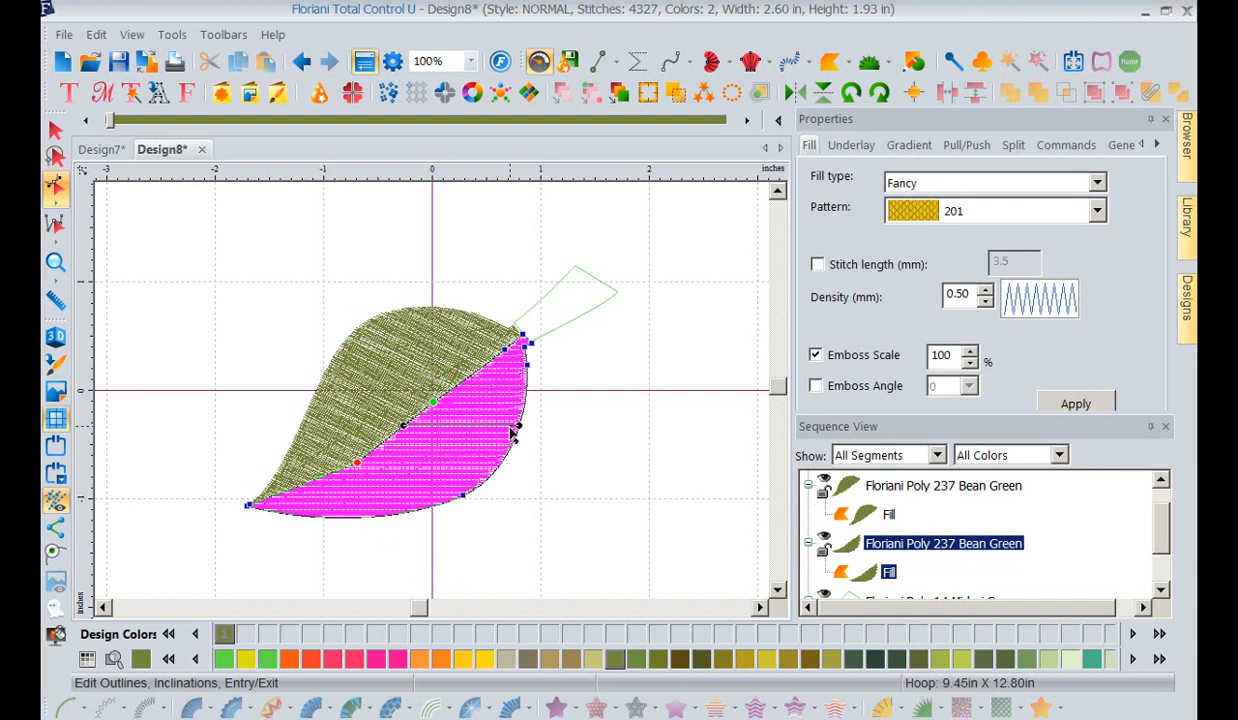 Floriani Total Control U - Design8* (Style: NORMAL, Stitches: 4327, Colors: 2, Width: 2.60 in, Height: 1.93 in)
File Edit View Tools Toolbars Help
100%
Properties
Design7* Design8*
Fill Underlay Gradient Pull/Push Split Commands Gene
-3 -2 -1 0 1 2 inches
Fill type: Fancy
Pattern: 201
Stitch length (mm): 3.5
Density (mm): 0.50
Emboss Scale 100 %
Emboss Angle 0
Apply
Browser
Library
Designs
Sequence View
Show: All Segments All Colors
Floriani Poly 237 Bean Green
Fill
Floriani Poly 237 Bean Green
Fill
Design Colors
Edit Outlines, Inclinations, Entry/Exit
Hoop: 9.45in X 12.80in